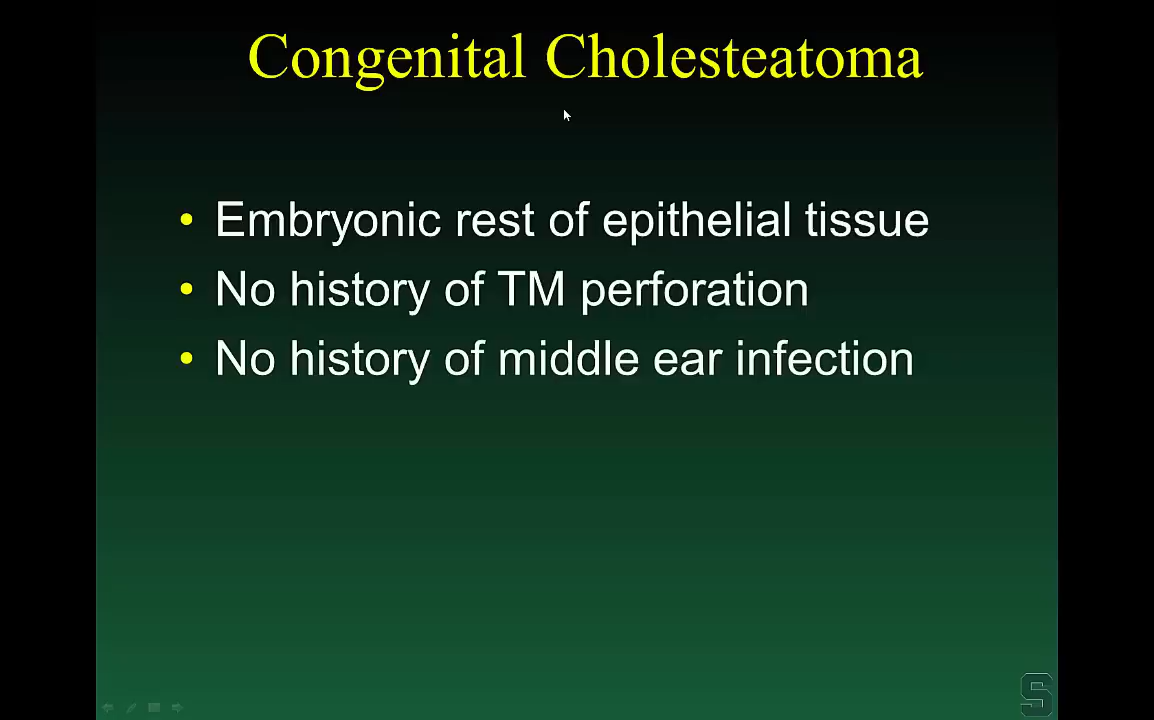 Congenital Cholesteatoma
• Embryonic rest of epithelial tissue
• No history of TM perforation
• No history of middle ear infection
S